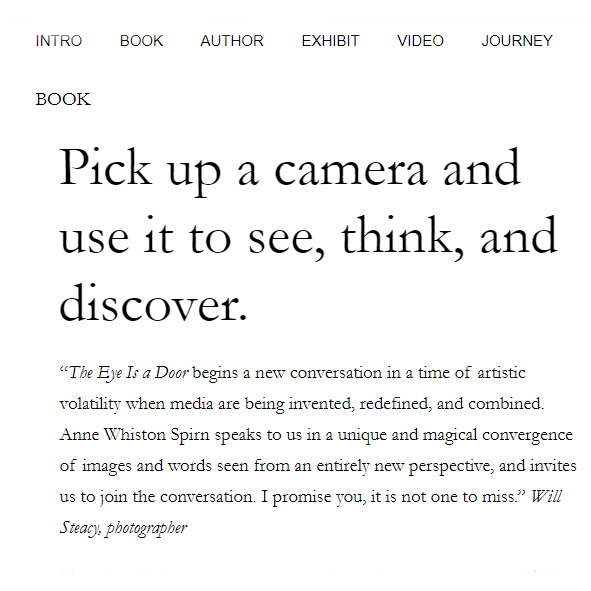 INTRO BOOK AUTHOR EXHIBIT VIDEO JOURNEY
BOOK
Pick up a camera and
use it to see, think, and
discover.
“The Eye Is a Door begins a new conversation in a time of artistic
volatility when media are being invented, redefined, and combined.
Anne Whiston Spirn speaks to us in a unique and magical convergence
of images and words seen from an entirely new perspective, and invites
us to join the conversation. I promise you, it is not one to miss.” Will
Steacy, photographer